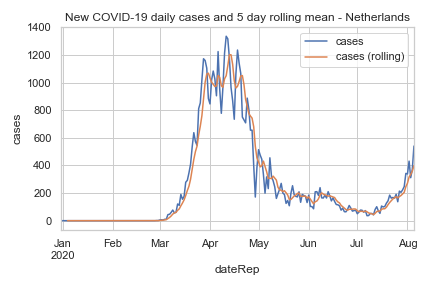 New COVID-19 daily cases and 5 day rolling mean - Netherlands
1400
1200
1000
800
600
400
200
0
cases
cases
cases (rolling)
Jan
2020
Feb
Mar
Apr
May
Jun
Jul
Aug
dateRep